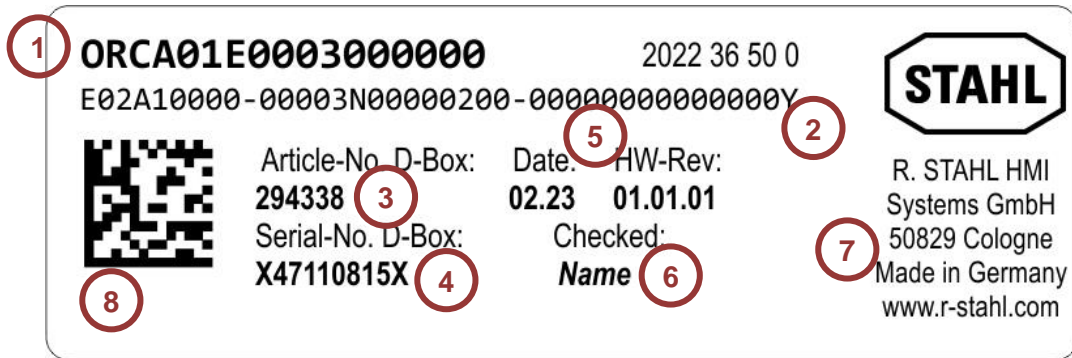 1
ORCA01E0003000000
2022 36 50 0
E02A10000-00003N00000200-00000000000000Y
2
STAHL
5
Article-No. D-Box:
Date:
HW-Rev:
294338
3
02.23
01.01.01
Serial-No. D-Box:
Checked:
X47110815X
4
Name
6
7
R. STAHL HMI
Systems GmbH
50829 Cologne
Made in Germany
www.r-stahl.com
8